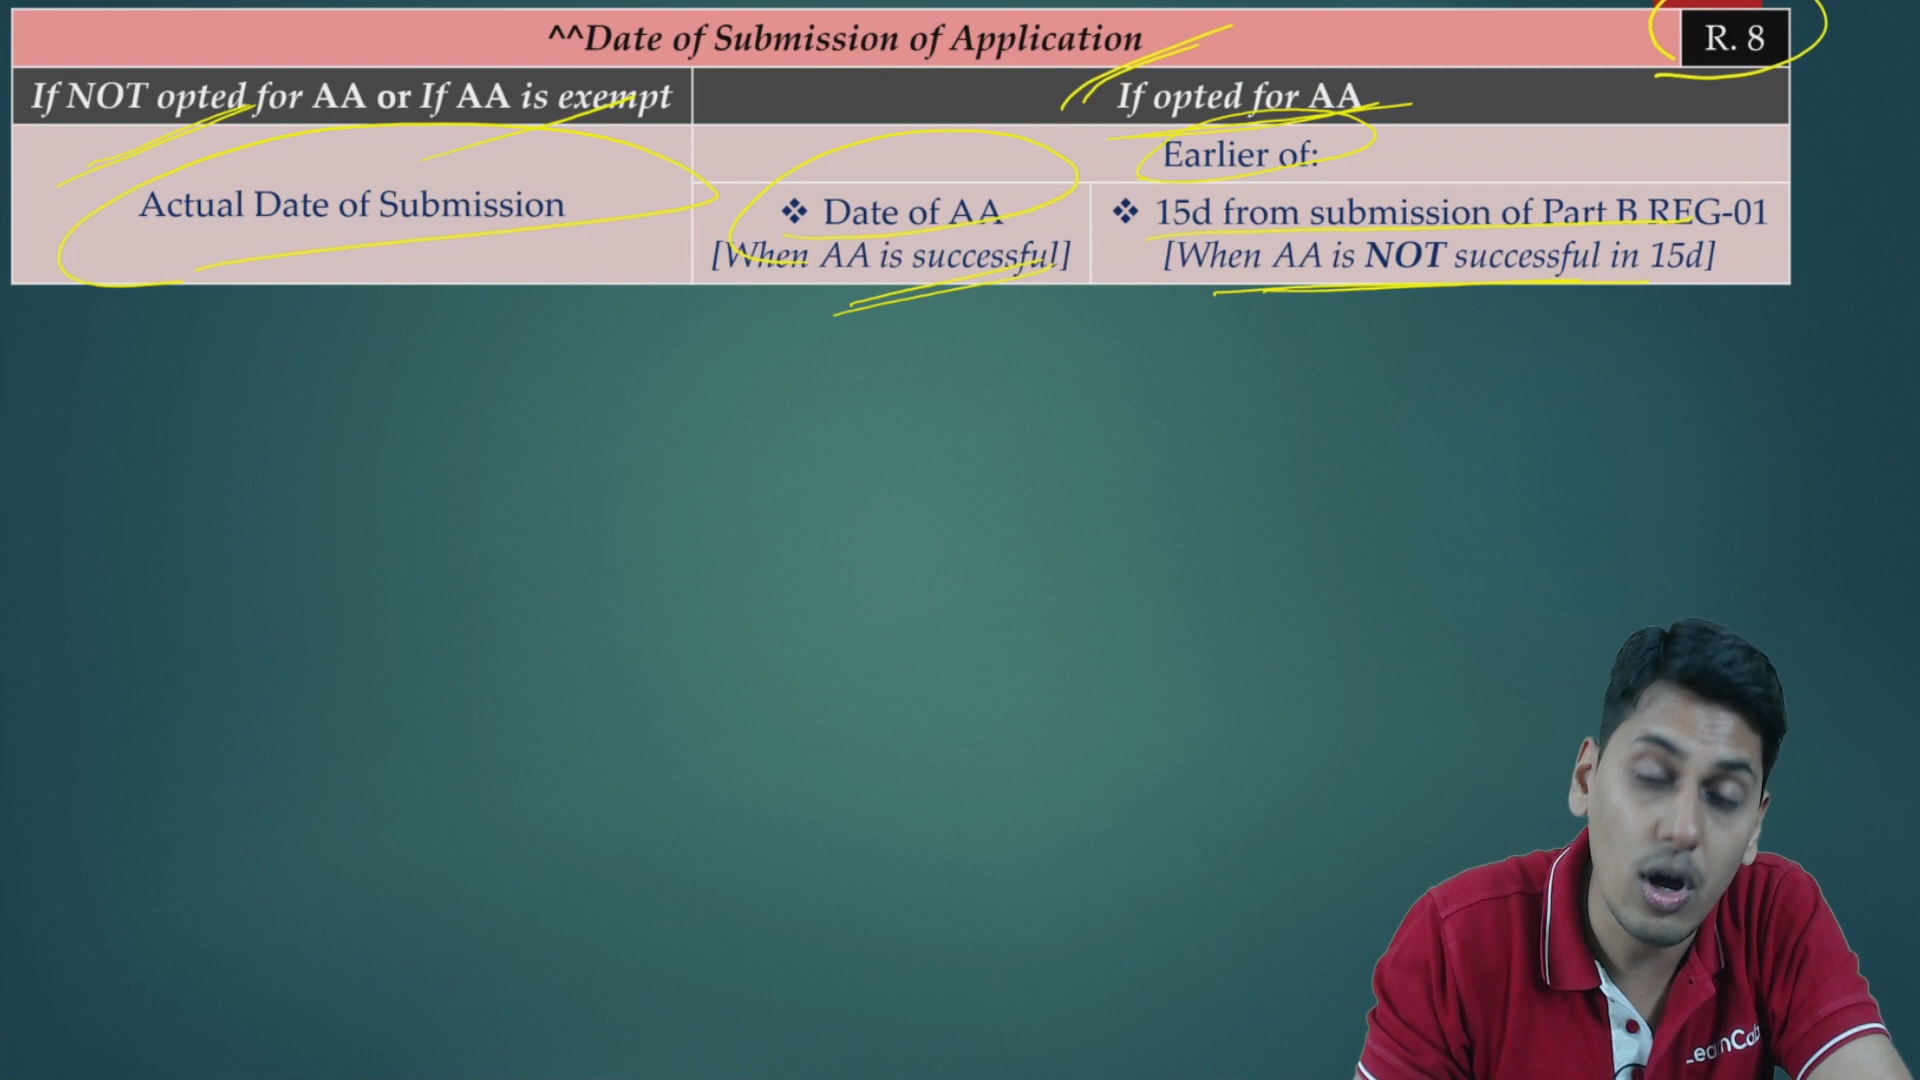 ^^Date of Submission of Application
R. 8
If NOT opted for AA or If AA is exempt
If opted for AA
Actual Date of Submission
Earlier of:
❖ Date of AA
[When AA is successful]
❖ 15d from submission of Part B REG-01
[When AA is NOT successful in 15d]